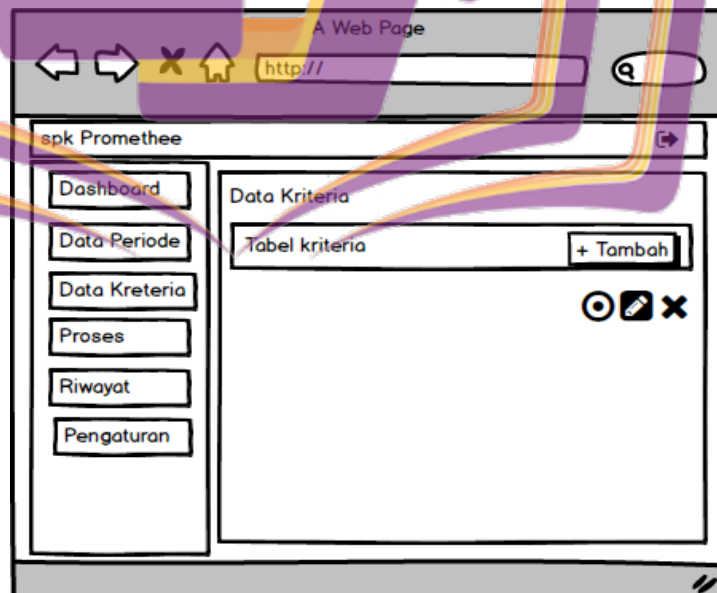 A Web Page
http://
spk Promethee
Dashboard
Data Periode
Data Kreteria
Proses
Riwayat
Pengaturan
Data Kriteria
Tabel kriteria
+ Tambah